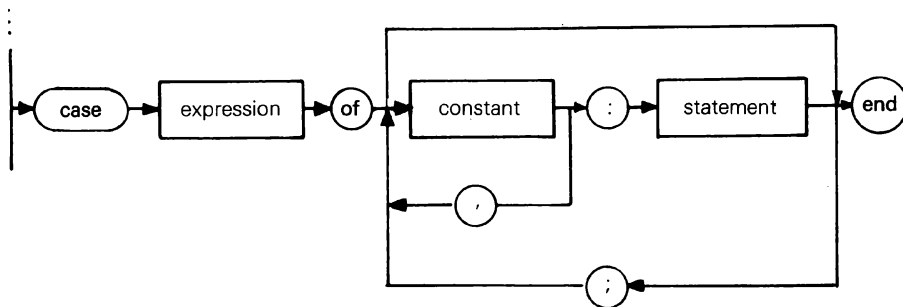 case expression of constant : statement end
,
;